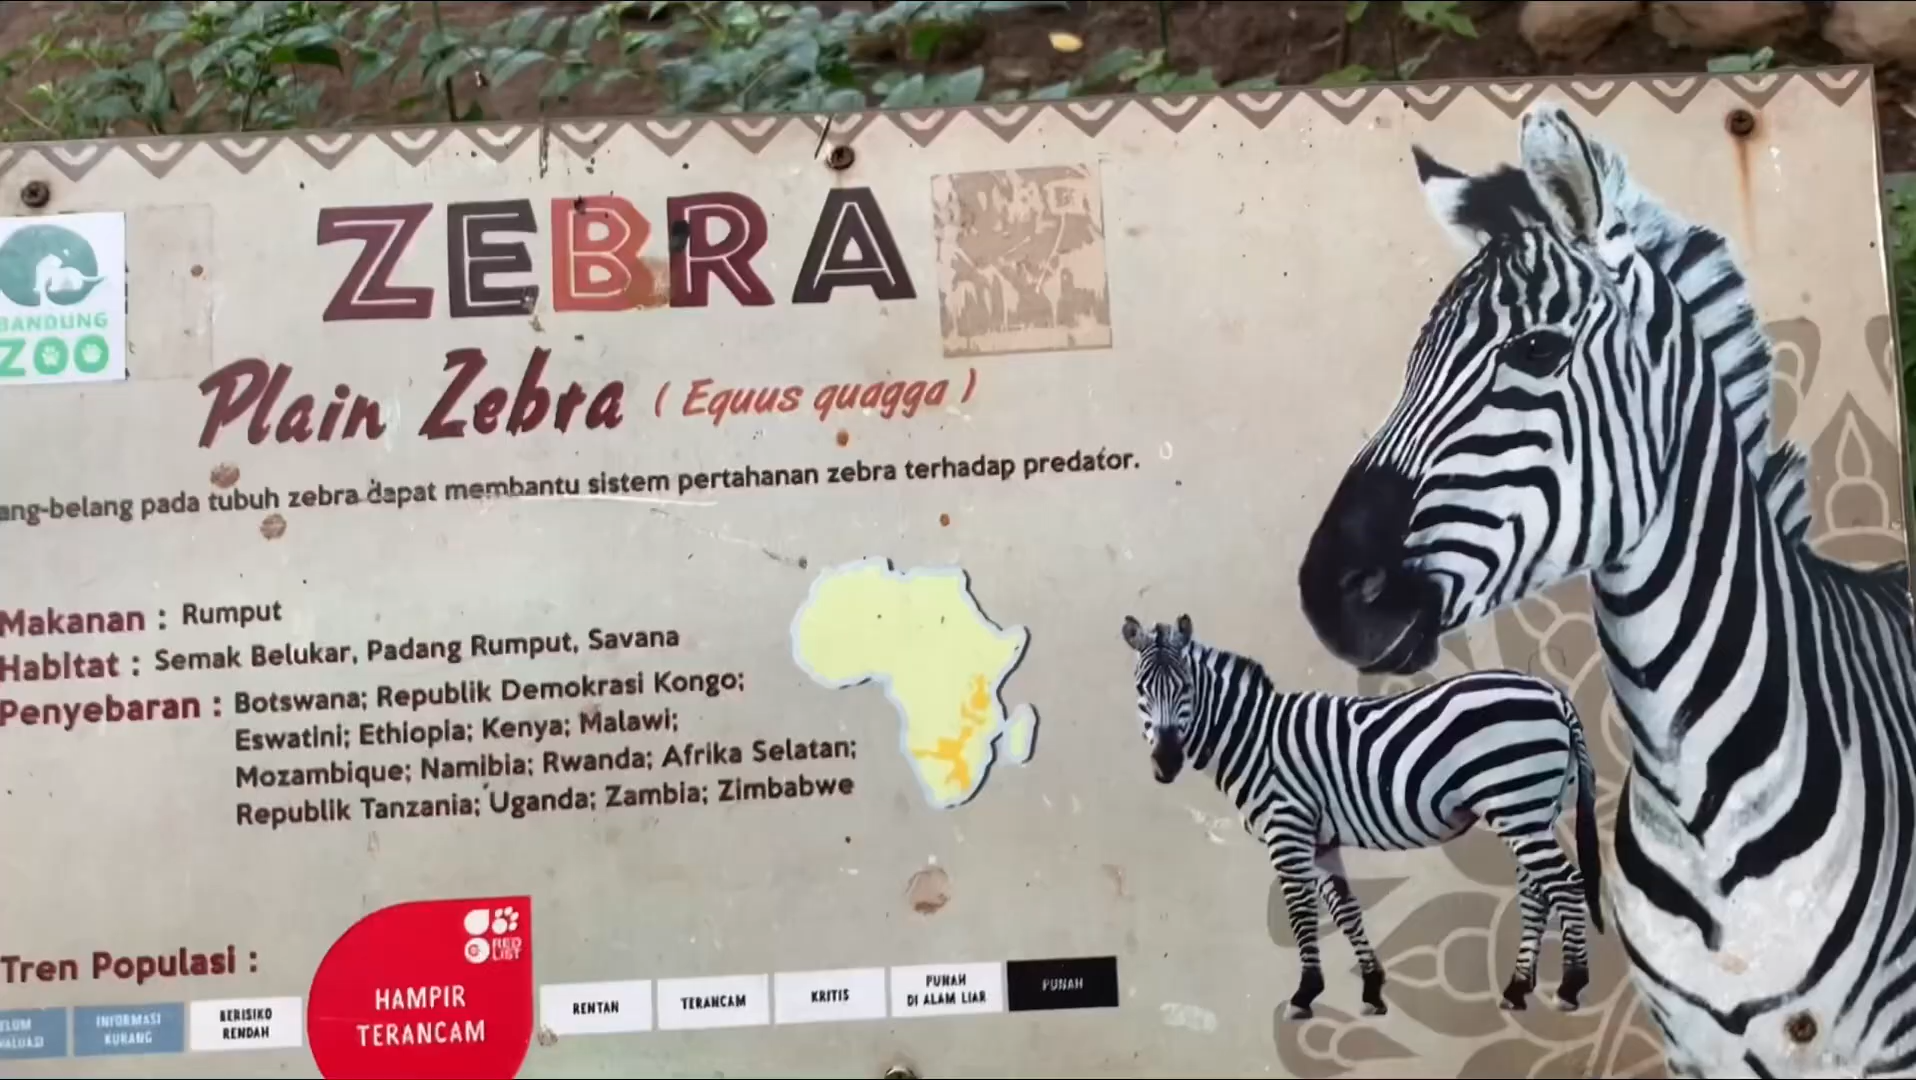 ZEBRA
BANDUNG
ZOO
Plain Zebra ( Equus quagga )
ang-belang pada tubuh zebra dapat membantu sistem pertahanan zebra terhadap predator.
Makanan : Rumput
Habitat : Semak Belukar, Padang Rumput, Savana
Penyebaran : Botswana; Republik Demokrasi Kongo;
Eswatini; Ethiopia; Kenya; Malawi;
Mozambique; Namibia; Rwanda; Afrika Selatan;
Republik Tanzania; Uganda; Zambia; Zimbabwe
Tren Populasi :
RED
LIST
HAMPIR
TERANCAM
INFORMASI
KURANG
BERISIKO
RENDAH
RENTAN
TERANCAM
KRITIS
PUNAH
DI ALAM LIAR
PUNAH